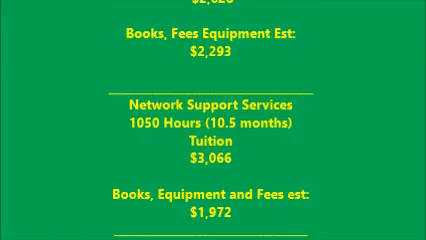 Books, Fees Equipment Est:
$2,293
Network Support Services
1050 Hours (10.5 months)
Tuition
$3,066
Books, Equipment and Fees est:
$1,972